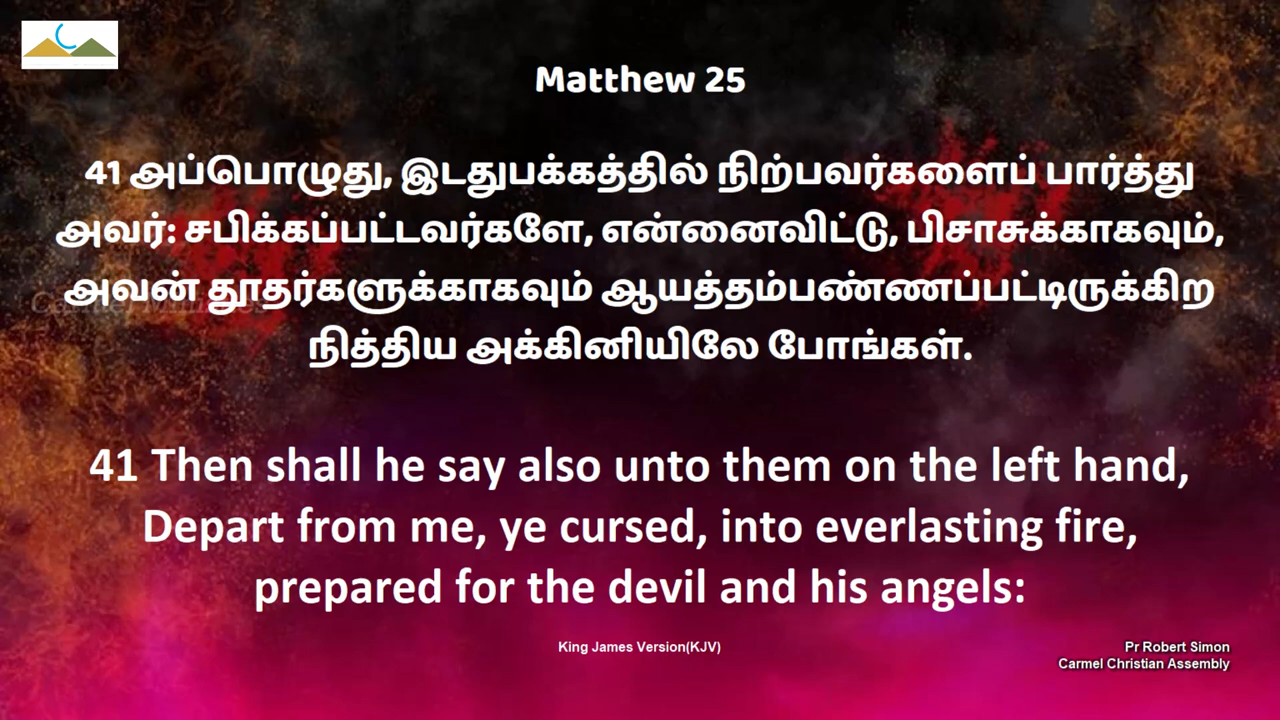 Matthew 25
41 அப்பொழுது, இடதுபக்கத்தில் நிற்பவர்களைப் பார்த்து
அவர்: சபிக்கப்பட்டவர்களே, என்னைவிட்டு, பிசாசுக்காகவும்,
அவன் தூதர்களுக்காகவும் ஆயத்தம்பண்ணப்பட்டிருக்கிற
நித்திய அக்கினியிலே போங்கள்.
41 Then shall he say also unto them on the left hand,
Depart from me, ye cursed, into everlasting fire,
prepared for the devil and his angels:
King James Version(KJV)
Pr Robert Simon
Carmel Christian Assembly